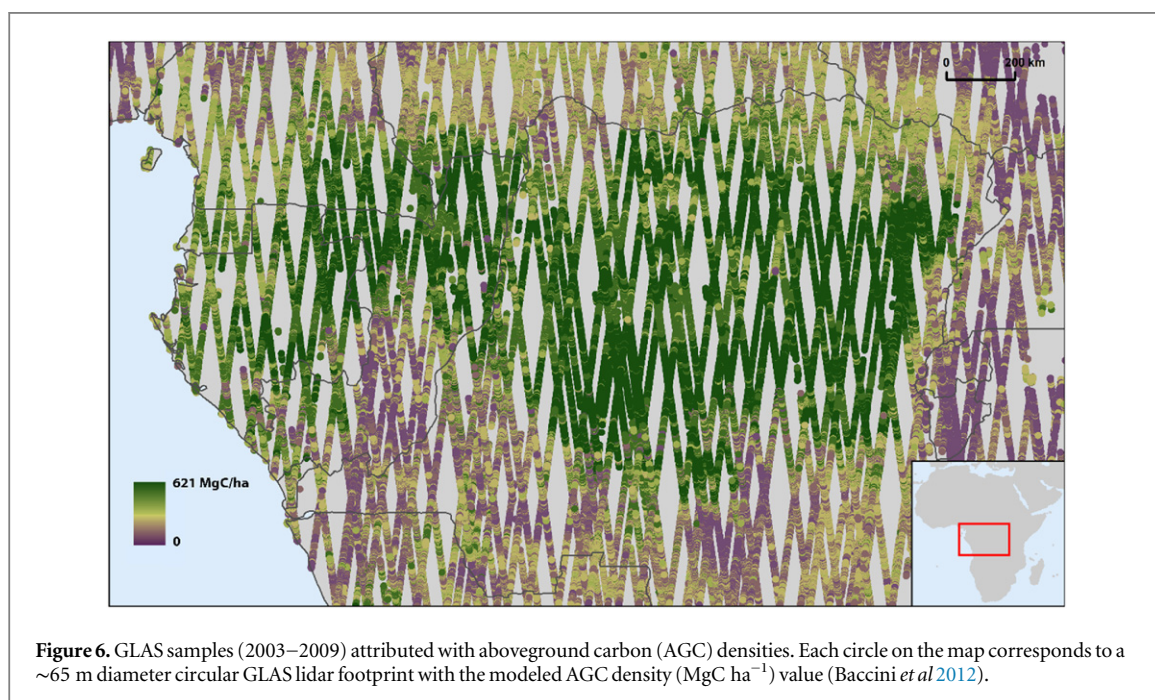 0 200 km
621 MgC/ha
0
Figure 6. GLAS samples (2003−2009) attributed with aboveground carbon (AGC) densities. Each circle on the map corresponds to a
∼65 m diameter circular GLAS lidar footprint with the modeled AGC density (MgC ha⁻¹) value (Baccini et al 2012).